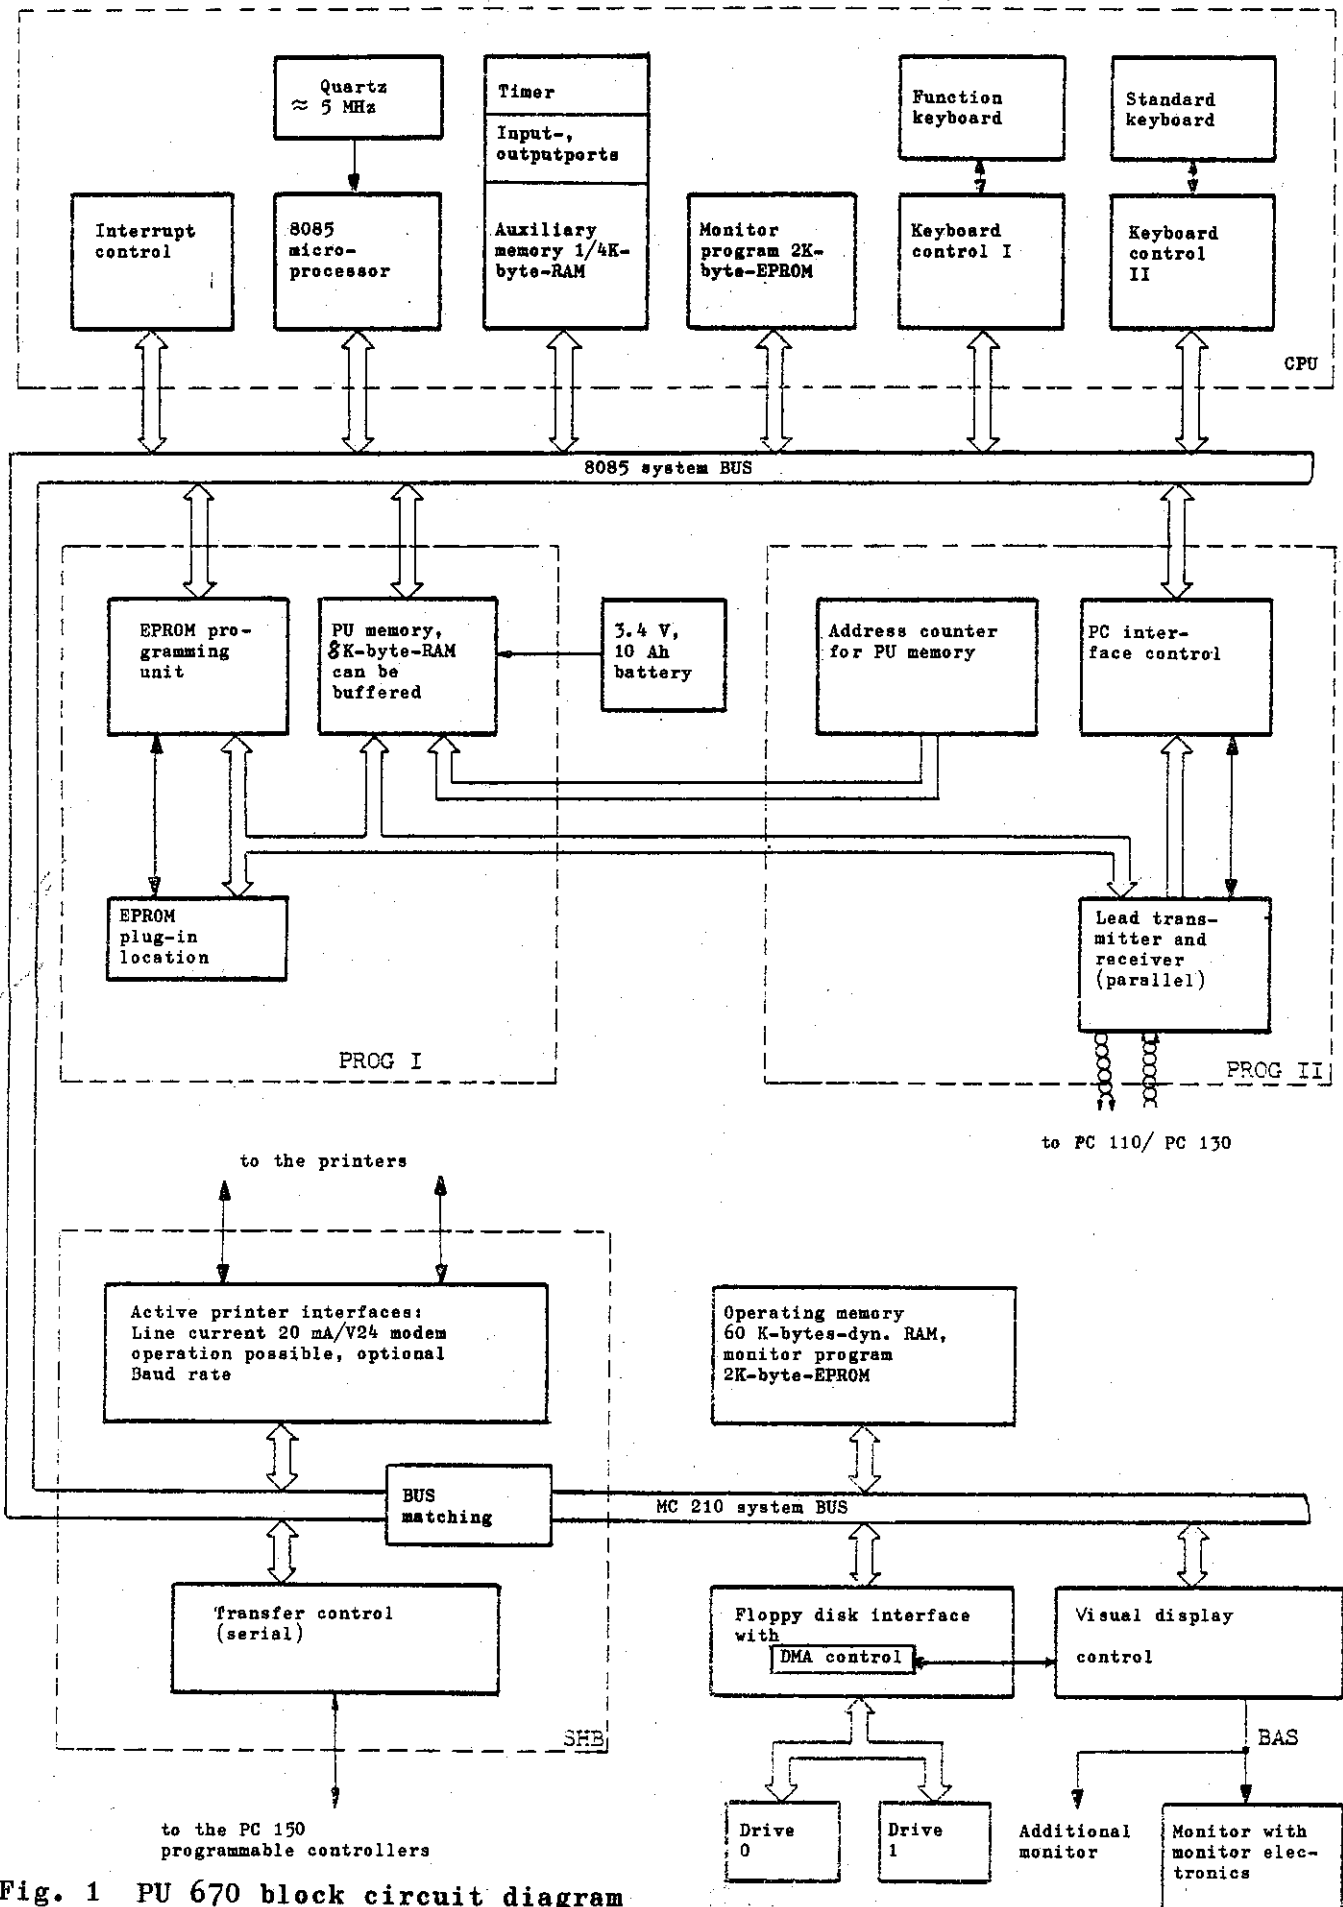 Quartz
≈ 5 MHz
Timer
Input-,
outputports
Auxiliary
memory 1/4K-
byte-RAM
Function
keyboard
Standard
keyboard
Interrupt
control
8085
micro-
processor
Monitor
program 2K-
byte-EPROM
Keyboard
control I
Keyboard
control
II
CPU
8085 system BUS
EPROM pro-
gramming
unit
PU memory,
8K-byte-RAM
can be
buffered
3.4 V,
10 Ah
battery
Address counter
for PU memory
PC inter-
face control
EPROM
plug-in
location
Lead trans-
mitter and
receiver
(parallel)
PROG I
PROG II
to PC 110/ PC 130
to the printers
Active printer interfaces:
Line current 20 mA/V24 modem
operation possible, optional
Baud rate
Operating memory
60 K-bytes-dyn. RAM,
monitor program
2K-byte-EPROM
BUS
matching
MC 210 system BUS
Transfer control
(serial)
Floppy disk interface
with
DMA control
Visual display
control
SHB
BAS
to the PC 150
programmable controllers
Drive
0
Drive
1
Additional
monitor
Monitor with
monitor elec-
tronics
Fig. 1 PU 670 block circuit diagram